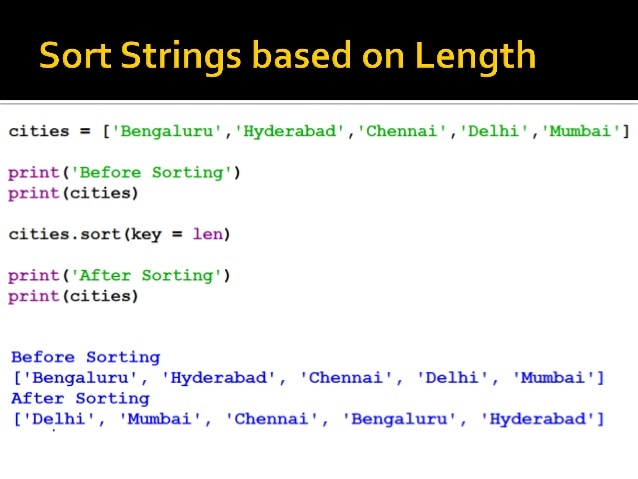 Sort Strings based on Length
cities = ['Bengaluru','Hyderabad','Chennai','Delhi','Mumbai']
print('Before Sorting')
print(cities)
cities.sort(key = len)
print('After Sorting')
print(cities)
Before Sorting
['Bengaluru', 'Hyderabad', 'Chennai', 'Delhi', 'Mumbai']
After Sorting
['Delhi', 'Mumbai', 'Chennai', 'Bengaluru', 'Hyderabad']